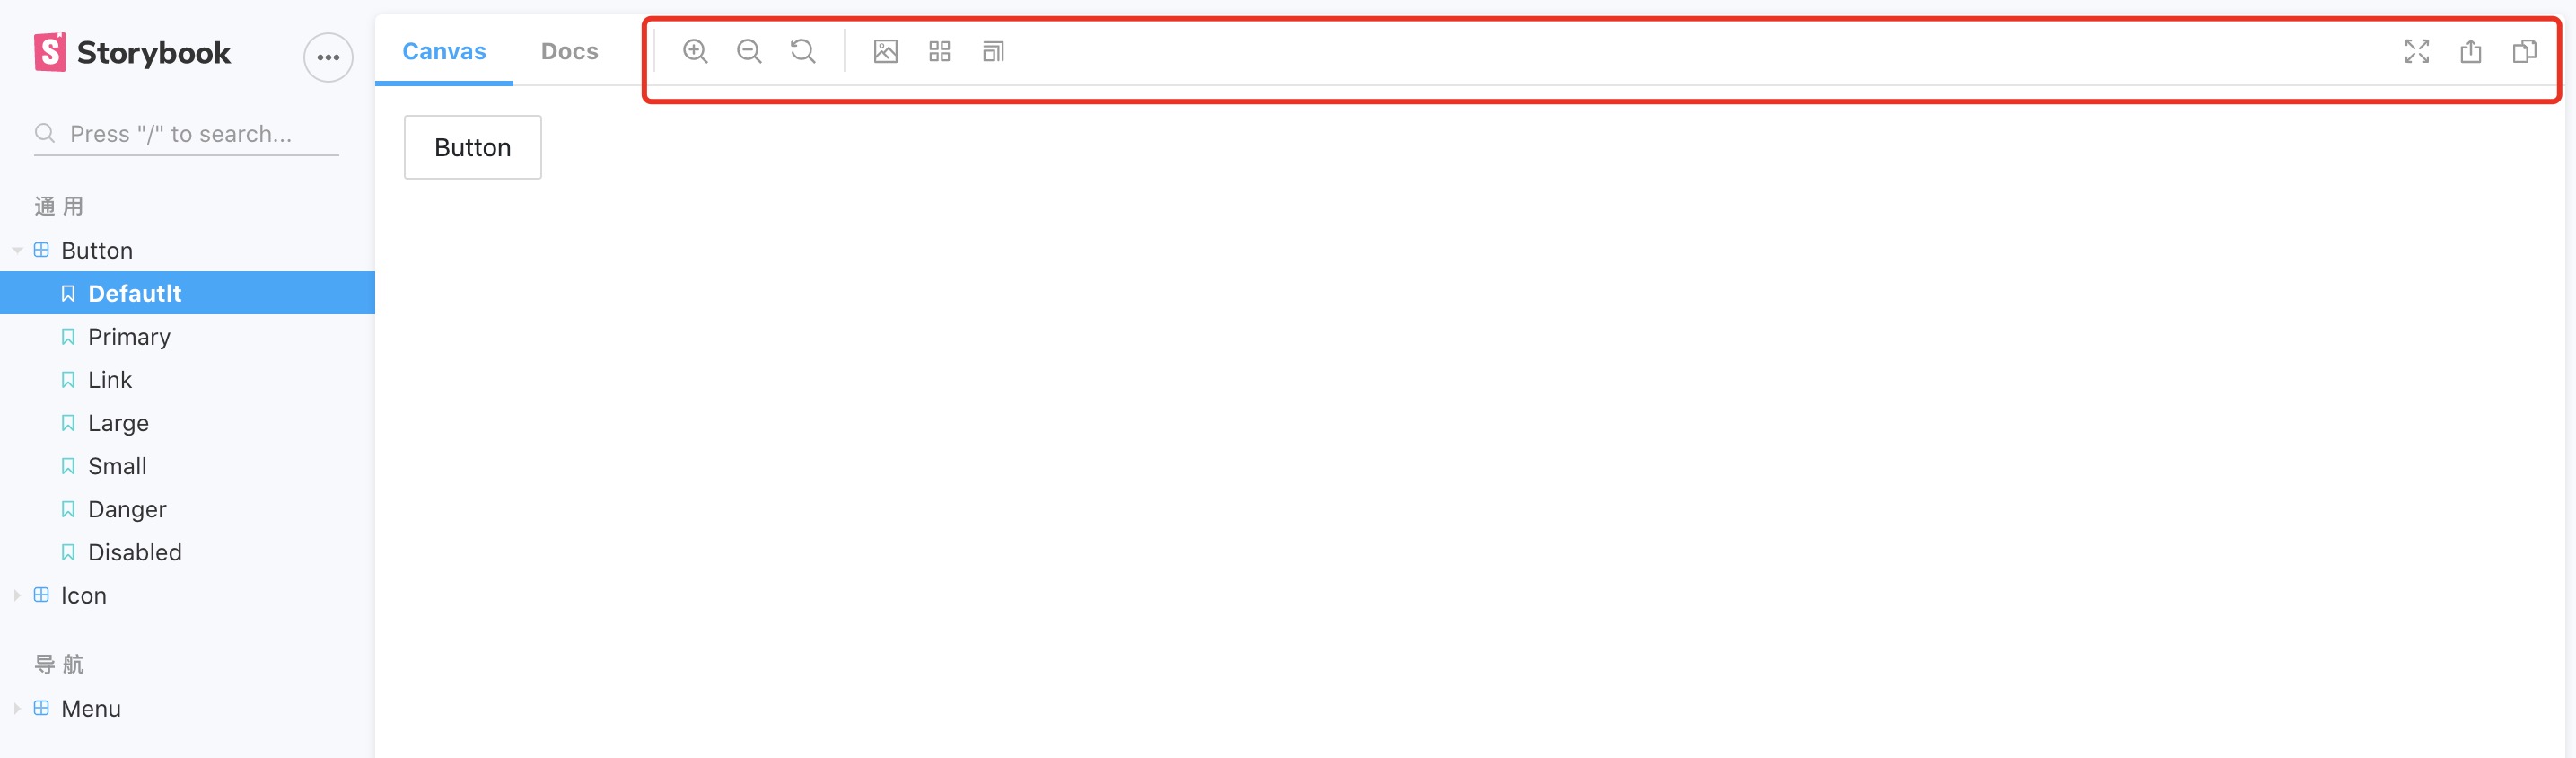 Storybook
Canvas
Docs
Press "/" to search...
Button
通用
Button
Defautlt
Primary
Link
Large
Small
Danger
Disabled
Icon
导航
Menu